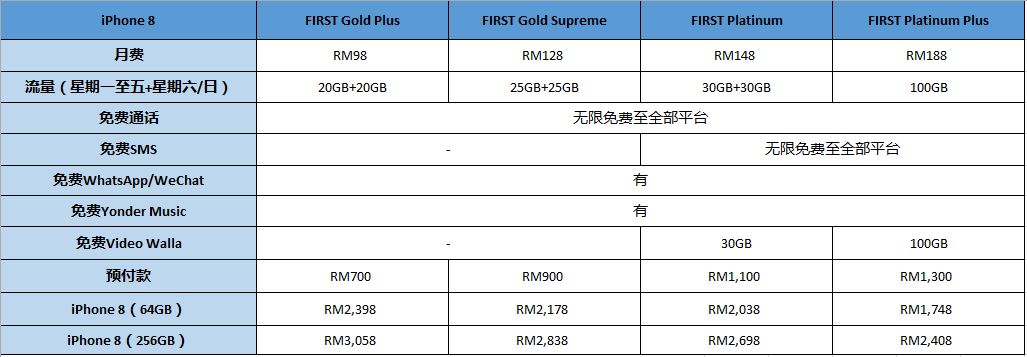 iPhone 8 FIRST Gold Plus FIRST Gold Supreme FIRST Platinum FIRST Platinum Plus
月费 RM98 RM128 RM148 RM188
流量（星期一至五+星期六/日） 20GB+20GB 25GB+25GB 30GB+30GB 100GB
免费通话 无限免费至全部平台
免费SMS - 无限免费至全部平台
免费WhatsApp/WeChat 有
免费Yonder Music 有
免费Video Walla - 30GB 100GB
预付款 RM700 RM900 RM1,100 RM1,300
iPhone 8（64GB） RM2,398 RM2,178 RM2,038 RM1,748
iPhone 8（256GB） RM3,058 RM2,838 RM2,698 RM2,408